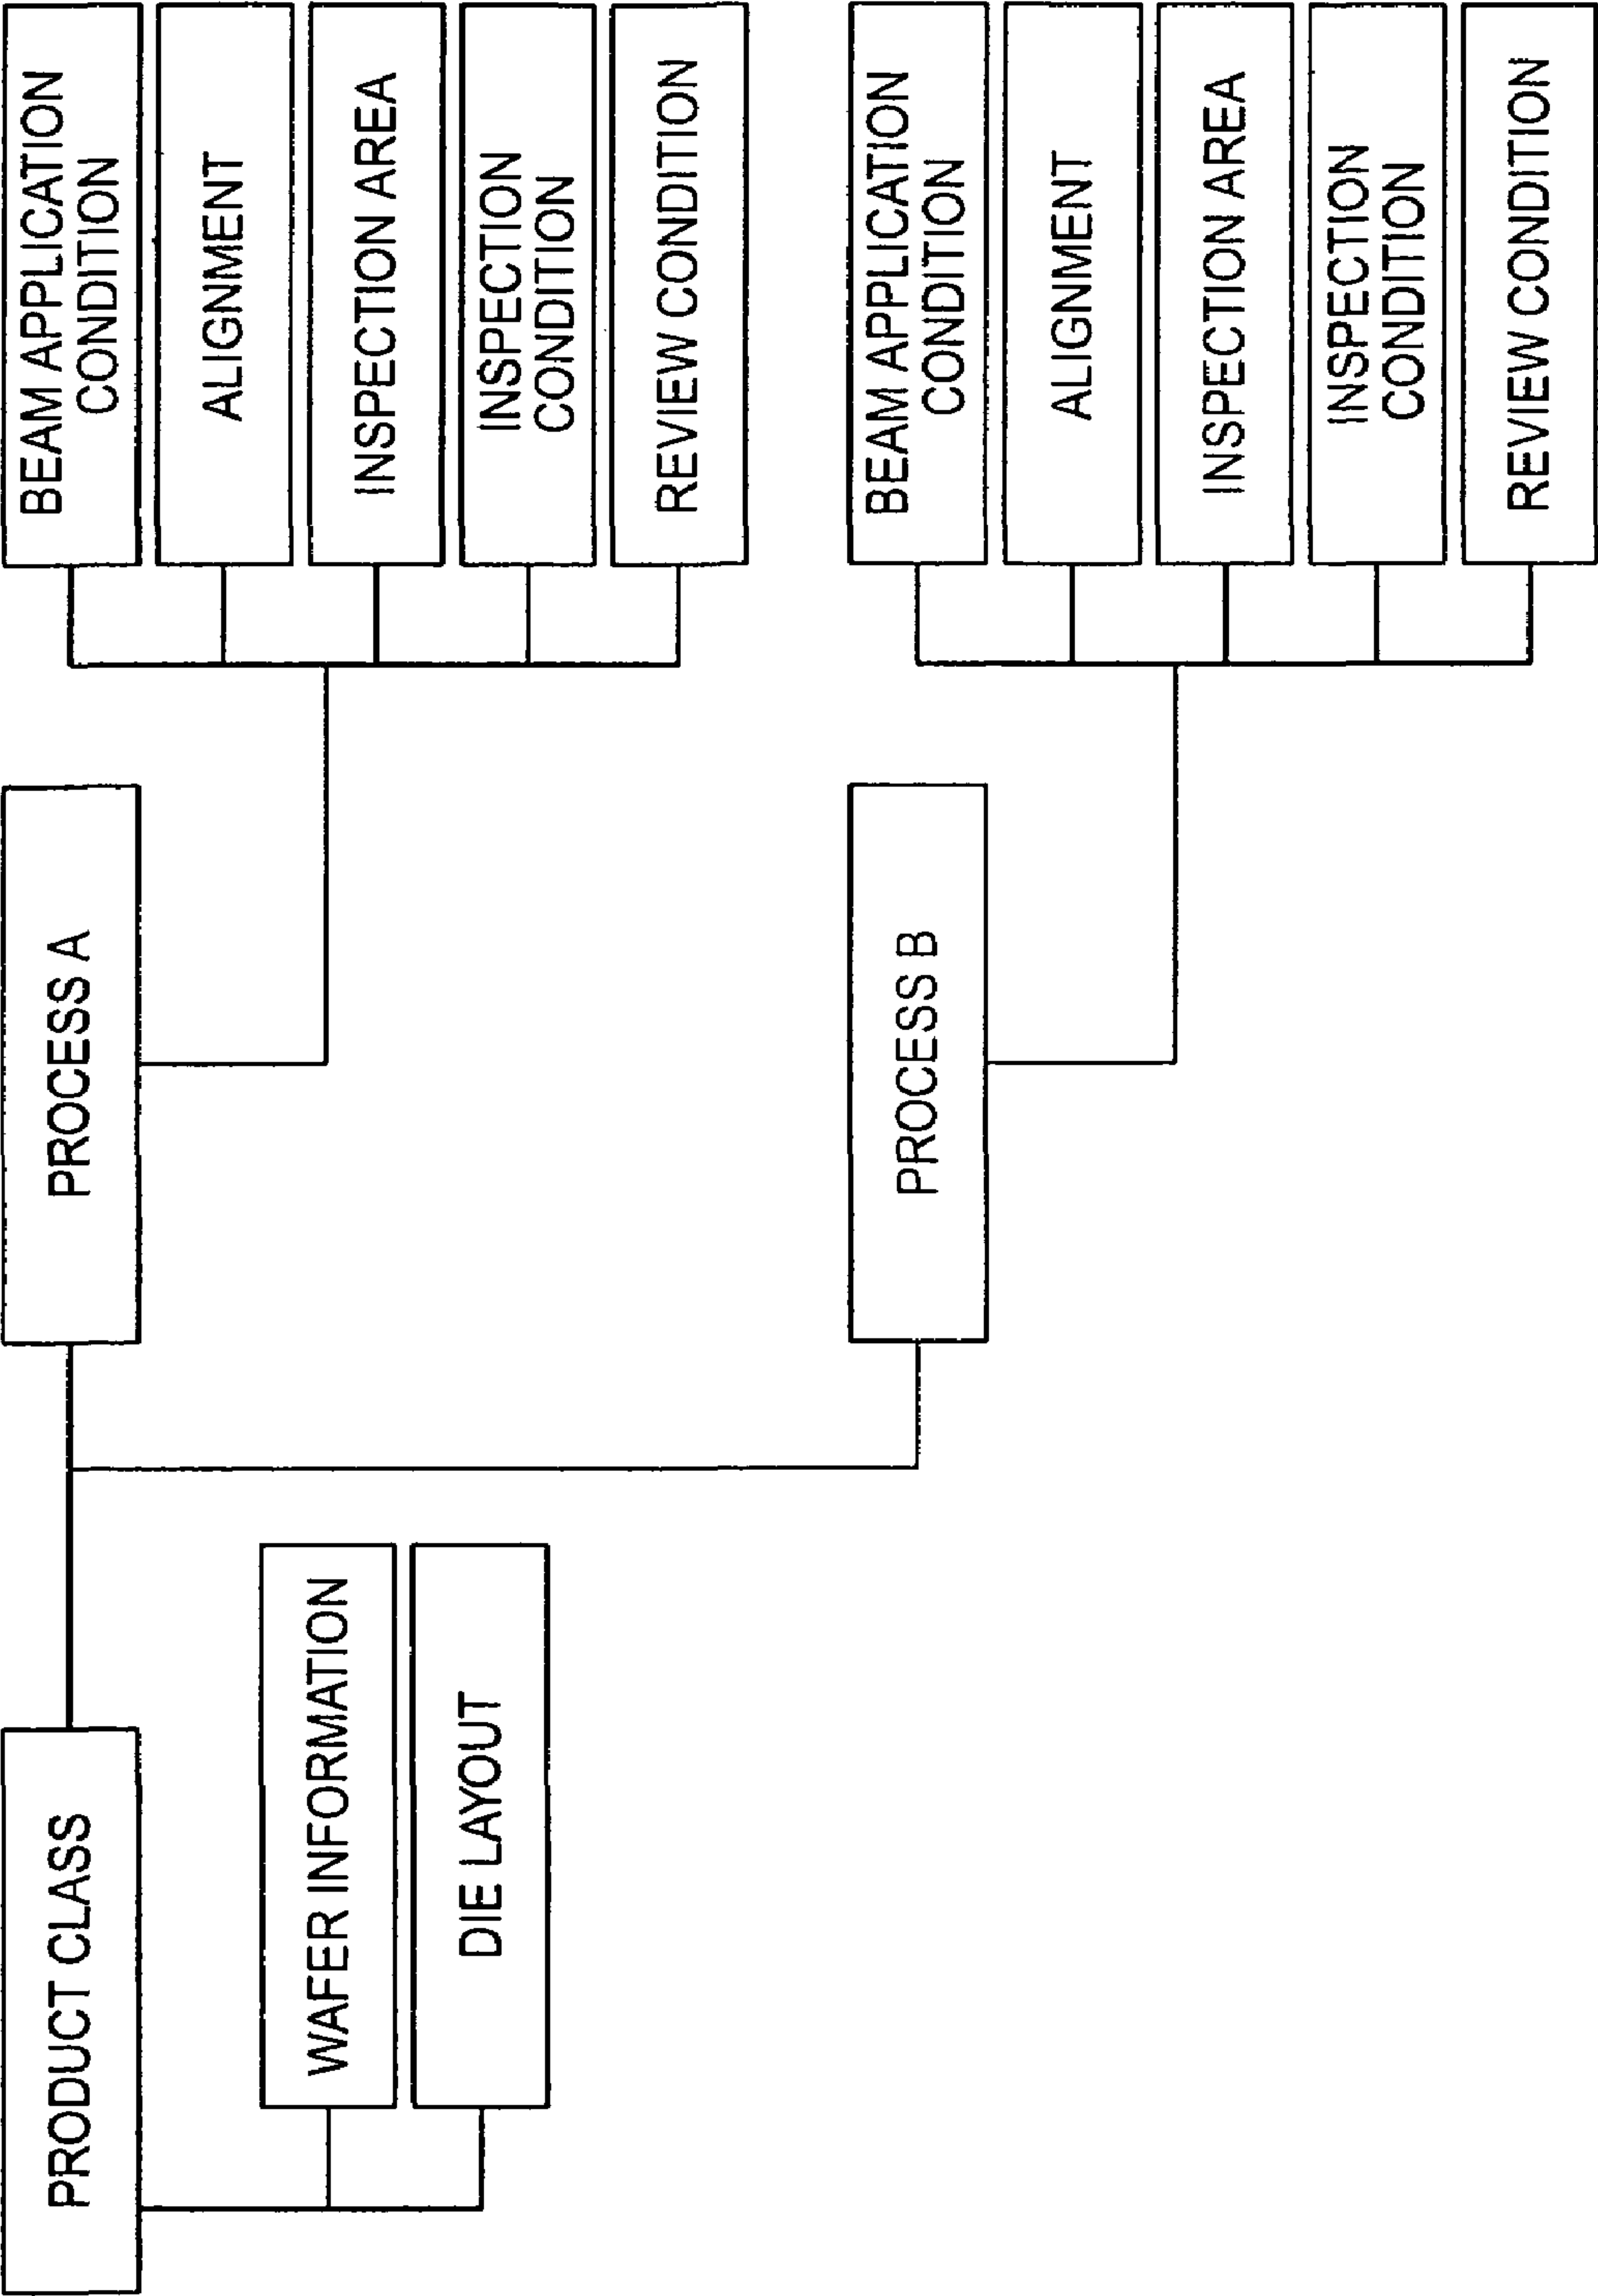 PRODUCT CLASS
WAFER INFORMATION
DIE LAYOUT
PROCESS A
BEAM APPLICATION
CONDITION
ALIGNMENT
INSPECTION AREA
INSPECTION
CONDITION
REVIEW CONDITION
PROCESS B
BEAM APPLICATION
CONDITION
ALIGNMENT
INSPECTION AREA
INSPECTION
CONDITION
REVIEW CONDITION